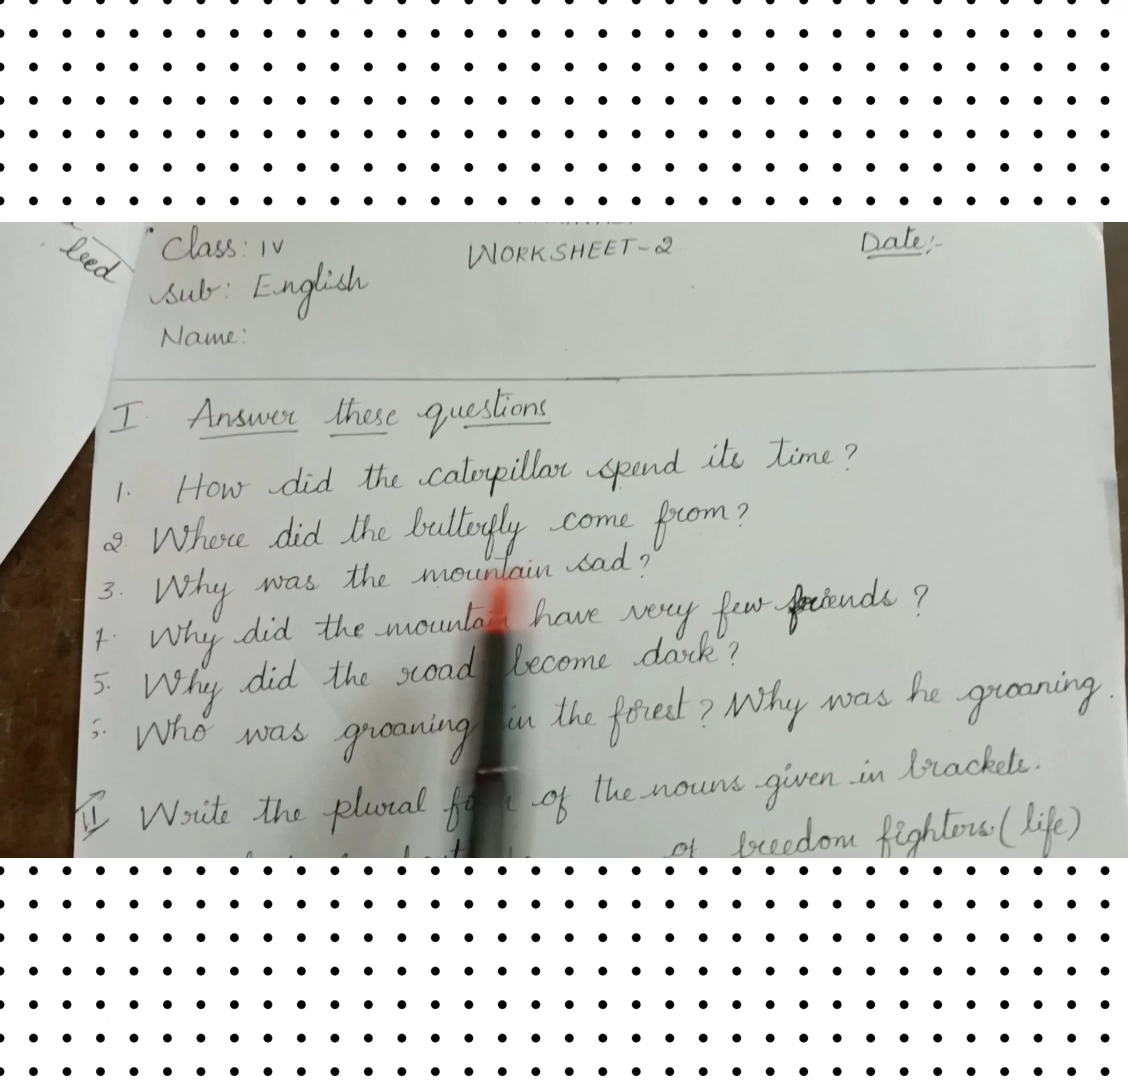 leed
Class: IV
WORKSHEET-2
Date:-
Sub: English
Name:
I. Answer these questions
1. How did the caterpillar spend its time?
2. Where did the butterfly come from?
3. Why was the mountain sad?
4. Why did the mountain have very few friends?
5. Why did the road become dark?
Who was groaning in the forest? Why was he groaning.
II Write the plural of the nouns given in brackets.
of freedom fighters (life)